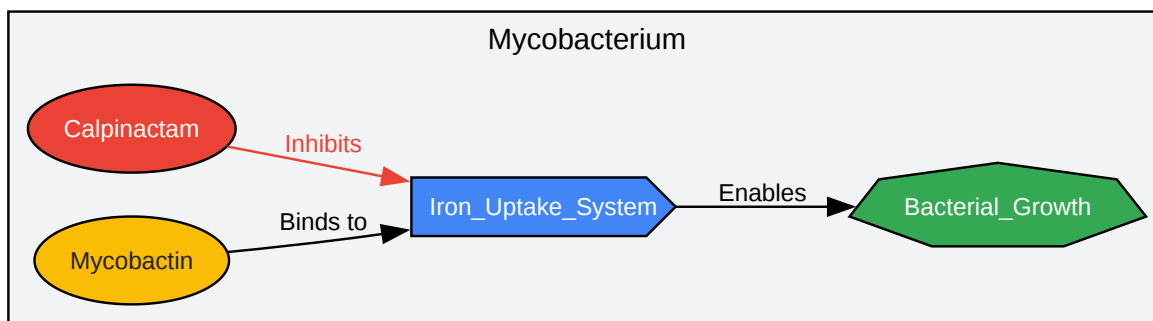 Mycobacterium
Calpinactam
Inhibits
Mycobactin
Binds to
Iron_Uptake_System
Enables
Bacterial_Growth